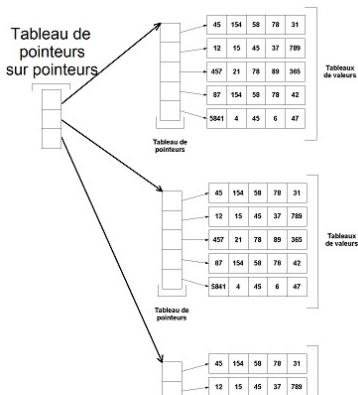 Tableau de
pointeurs
sur pointeurs
45 154 58 78 31
12 15 45 37 789
457 21 78 89 365
87 154 58 78 42
5841 4 45 6 47
Tableaux
de valeurs
Tableau de
pointeurs
45 154 58 78 31
12 15 45 37 789
457 21 78 89 365
87 154 58 78 42
5841 4 45 6 47
Tableaux
de valeurs
Tableau de
pointeurs
45 154 58 78 31
12 15 45 37 789